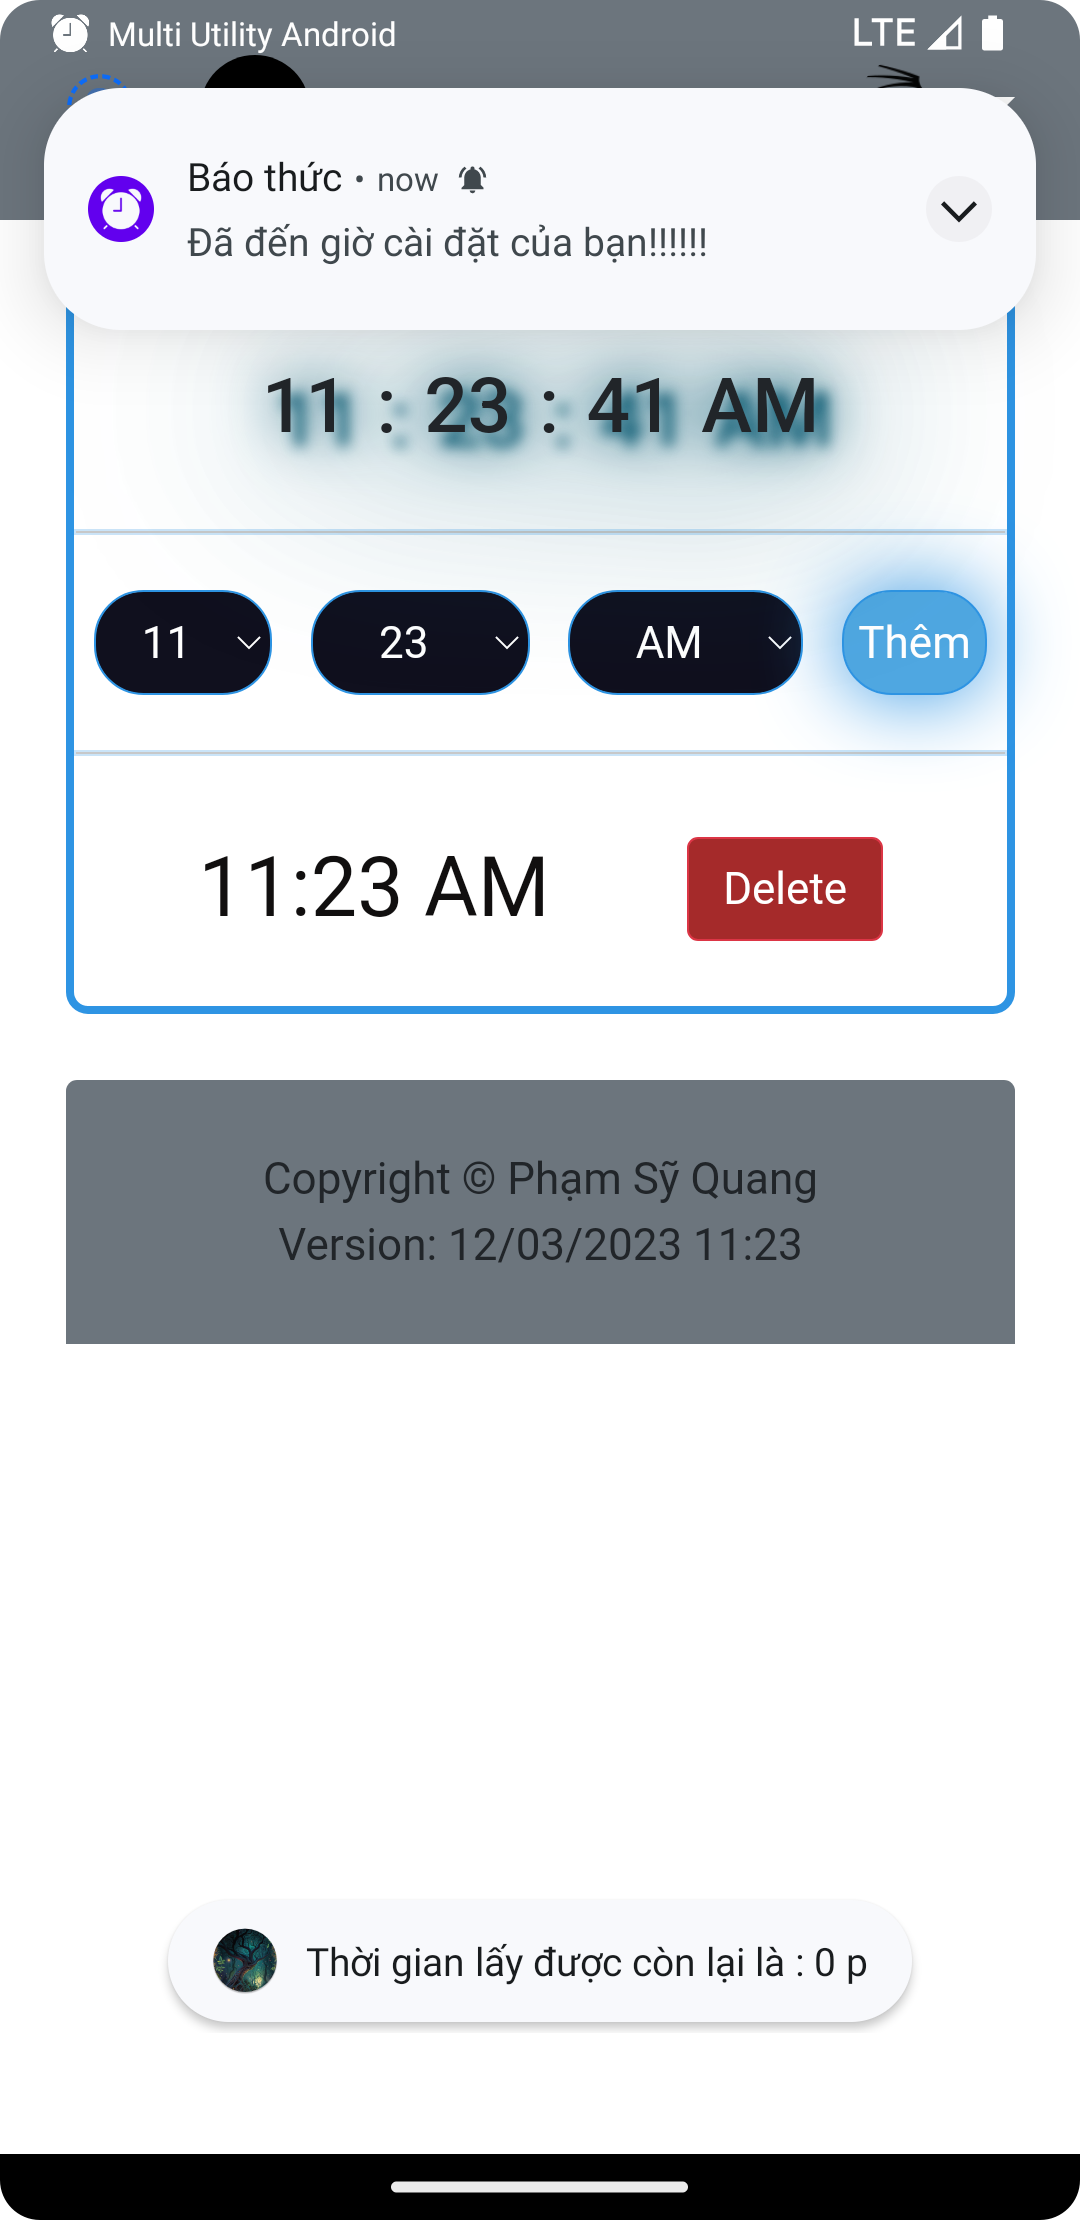 Multi Utility Android LTE
Báo thức • now
Đã đến giờ cài đặt của bạn!!!!!!
11 : 23 : 41 AM
11 23 AM Thêm
11:23 AM Delete
Copyright © Phạm Sỹ Quang
Version: 12/03/2023 11:23
Thời gian lấy được còn lại là : 0 p